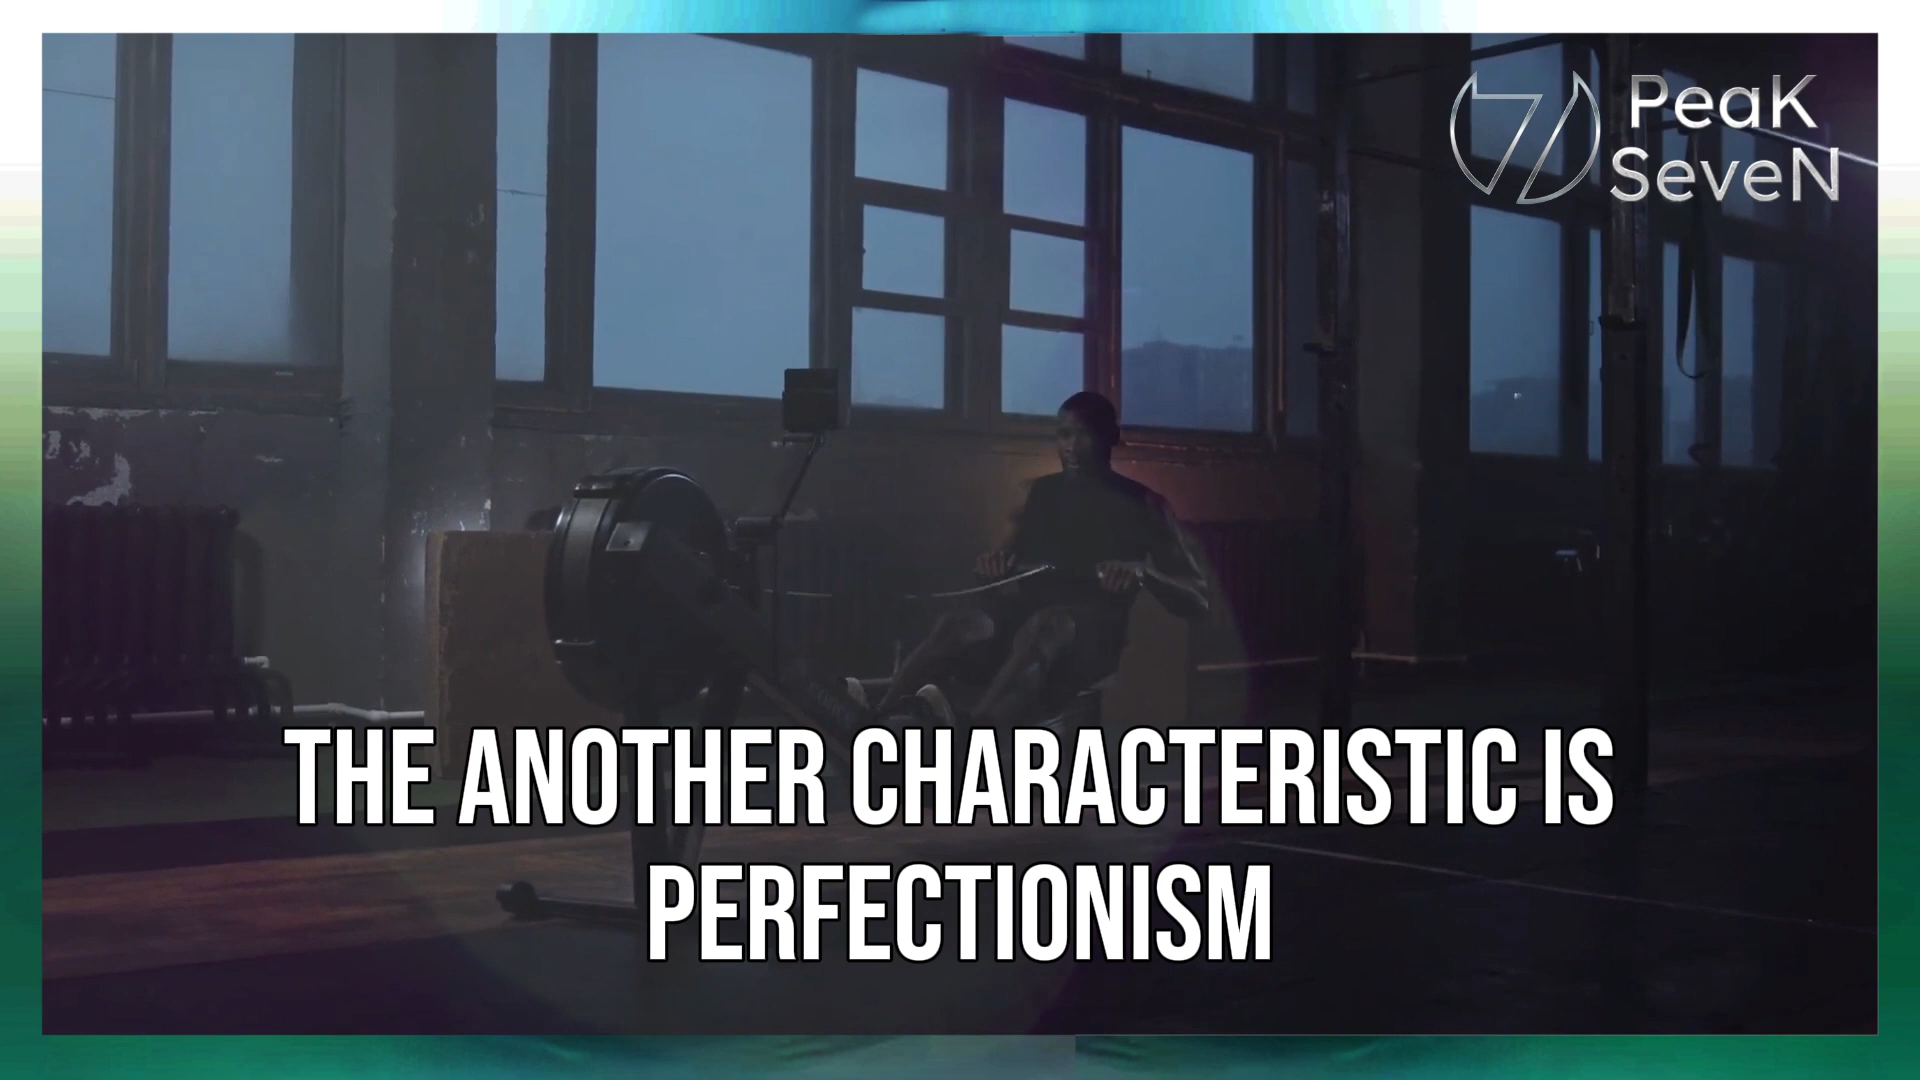 PeaK
SeveN
THE ANOTHER CHARACTERISTIC IS
PERFECTIONISM